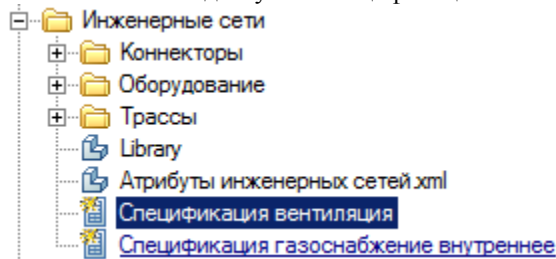 Инженерные сети
Коннекторы
Оборудование
Трассы
Library
Атрибуты инженерных сетей.xml
Спецификация вентиляция
Спецификация газоснабжение внутреннее